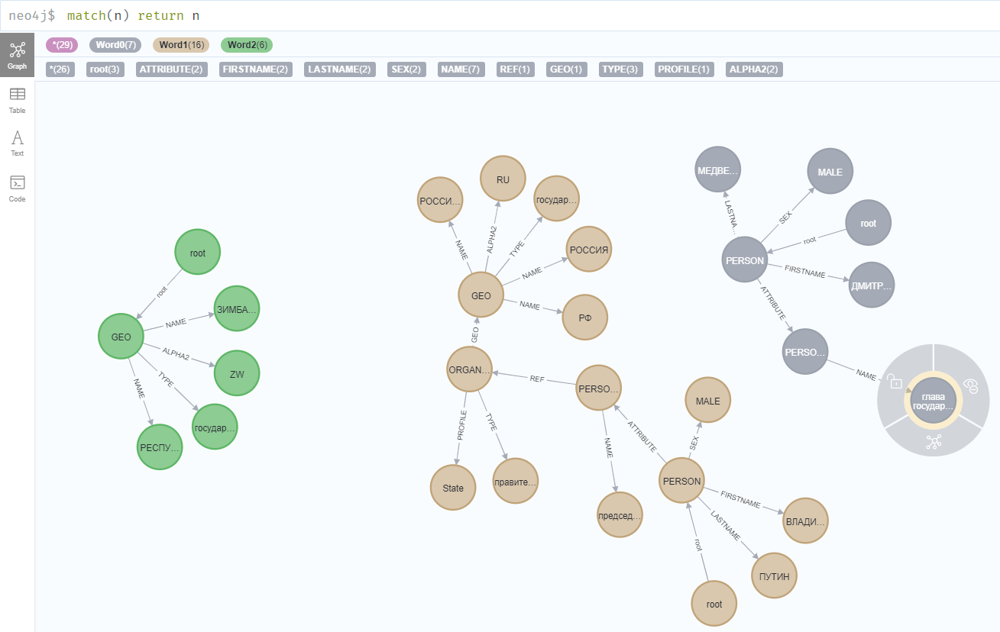 neo4j$ match(n) return n
*(29) Word0(7) Word1(16) Word2(6)
*(26) root(3) ATTRIBUTE(2) FIRSTNAME(2) LASTNAME(2) SEX(2) NAME(7) REF(1) GEO(1) TYPE(3) PROFILE(1) ALPHA2(2)
Graph
Table
Text
Code
root
root
GEO
NAME
ЗИМБА...
ALPHA2
ZW
TYPE
государ...
NAME
РЕСПУ...
РОССИ...
RU
государ...
РОССИЯ
РФ
NAME
ALPHA2
TYPE
NAME
NAME
GEO
GEO
ORGAN...
REF
PERSO...
PROFILE
TYPE
State
правите...
NAME
председ...
ATTRIBUTE
MALE
SEX
PERSON
FIRSTNAME
ВЛАДИ...
LASTNAME
ПУТИН
root
root
МЕДВЕ...
MALE
LASTNA...
SEX
root
root
PERSON
FIRSTNAME
ДМИТР...
ATTRIBUTE
PERSO...
NAME
глава
государ...